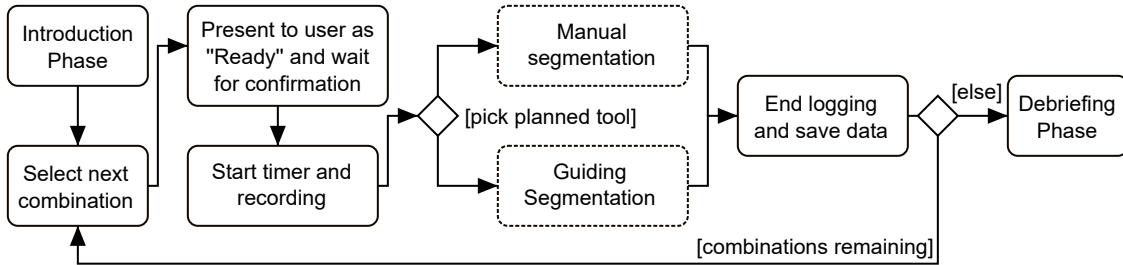 Introduction
Phase
Select next
combination
Present to user as
"Ready" and wait
for confirmation
Start timer and
recording
[pick planned tool]
Manual
segmentation
Guiding
Segmentation
End logging
and save data
[else]
Debriefing
Phase
[combinations remaining]